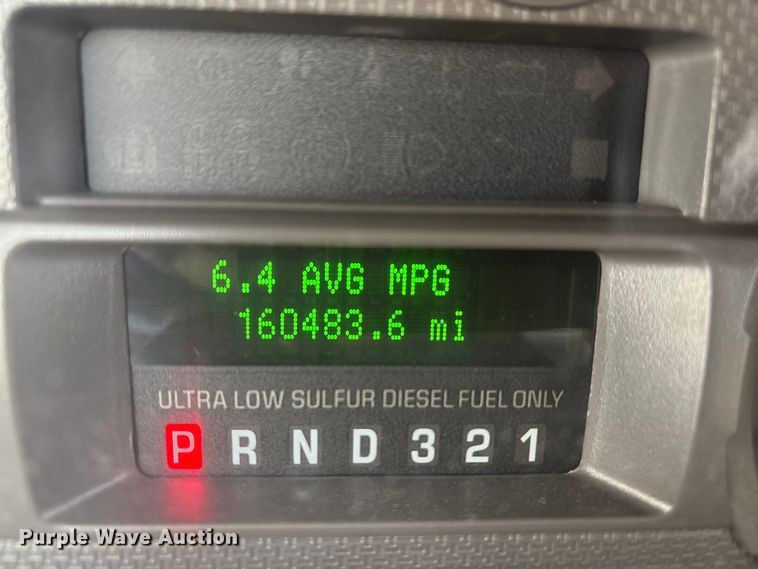 6.4 AVG MPG
160483.6 mi
ULTRA LOW SULFUR DIESEL FUEL ONLY
P R N D 3 2 1
Purple Wave Auction